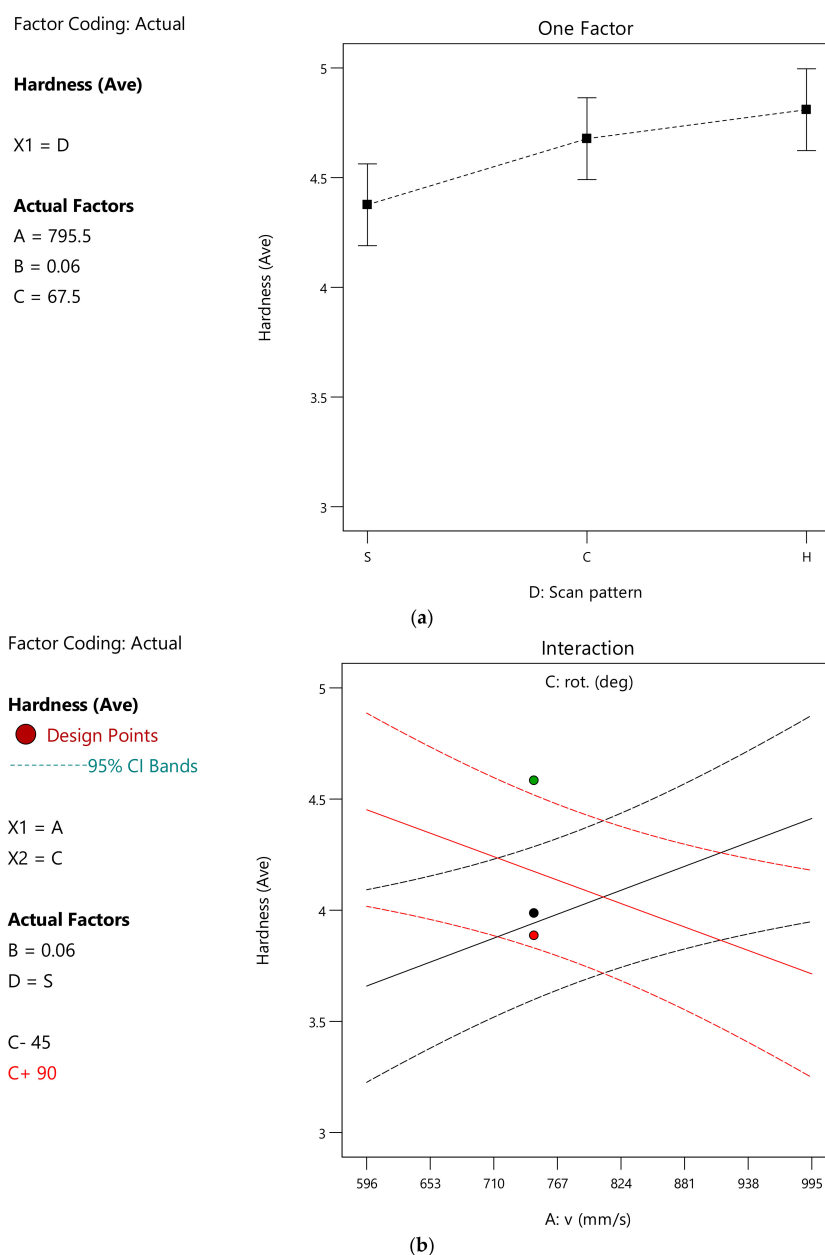 Factor Coding: Actual
Hardness (Ave)
X1 = D
Actual Factors
A = 795.5
B = 0.06
C = 67.5
One Factor
5
4.5
4
3.5
3
Hardness (Ave)
S C H
D: Scan pattern
(a)
Factor Coding: Actual
Hardness (Ave)
Design Points
95% CI Bands
X1 = A
X2 = C
Actual Factors
B = 0.06
D = S
C- 45
C+ 90
Interaction
C: rot. (deg)
5
4.5
4
3.5
3
Hardness (Ave)
596 653 710 767 824 881 938 995
A: v (mm/s)
(b)